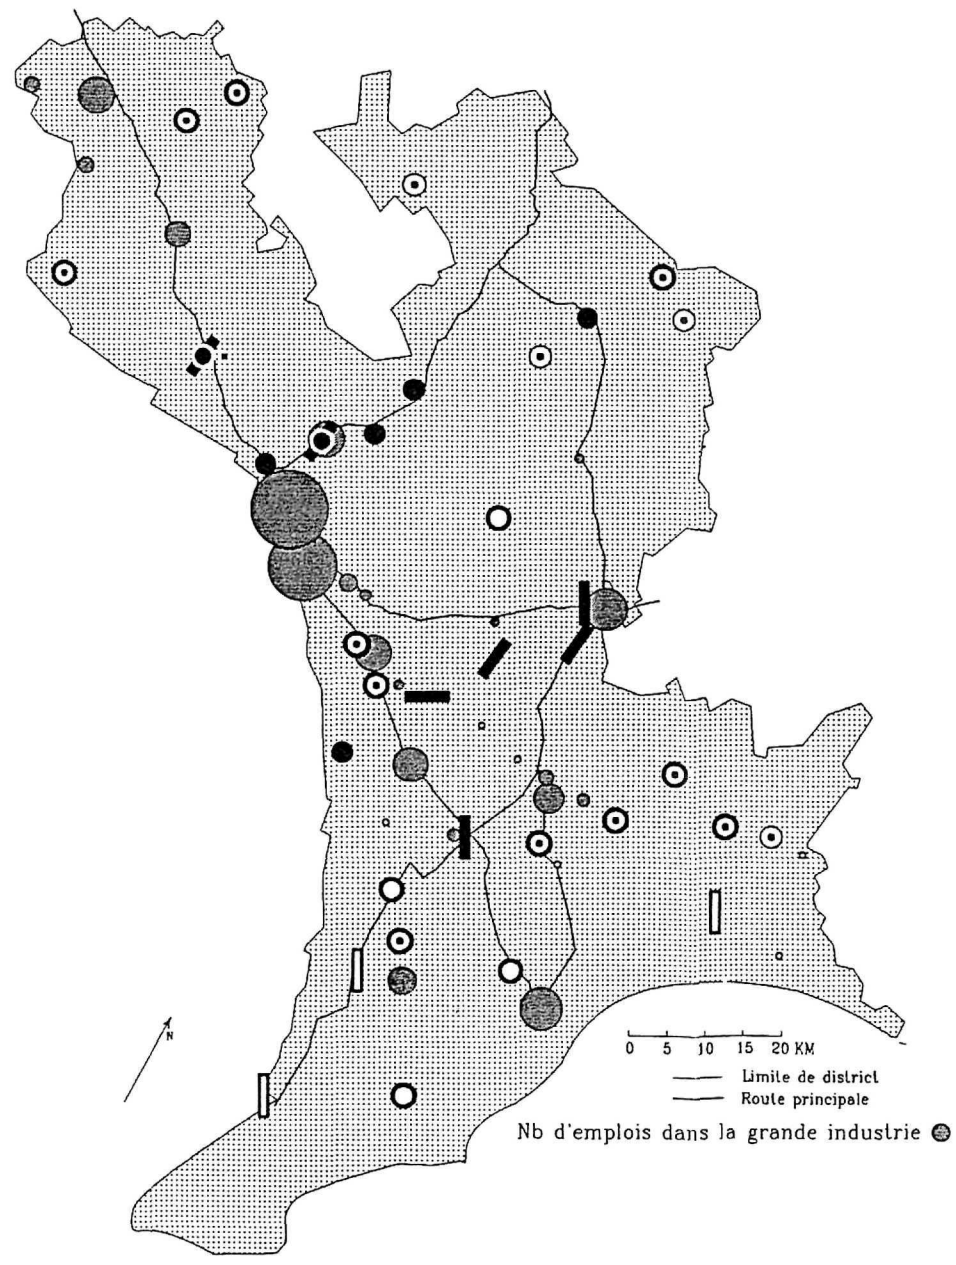 N
0 5 10 15 20 KM
Limite de district
Route principale
Nb d'emplois dans la grande industrie